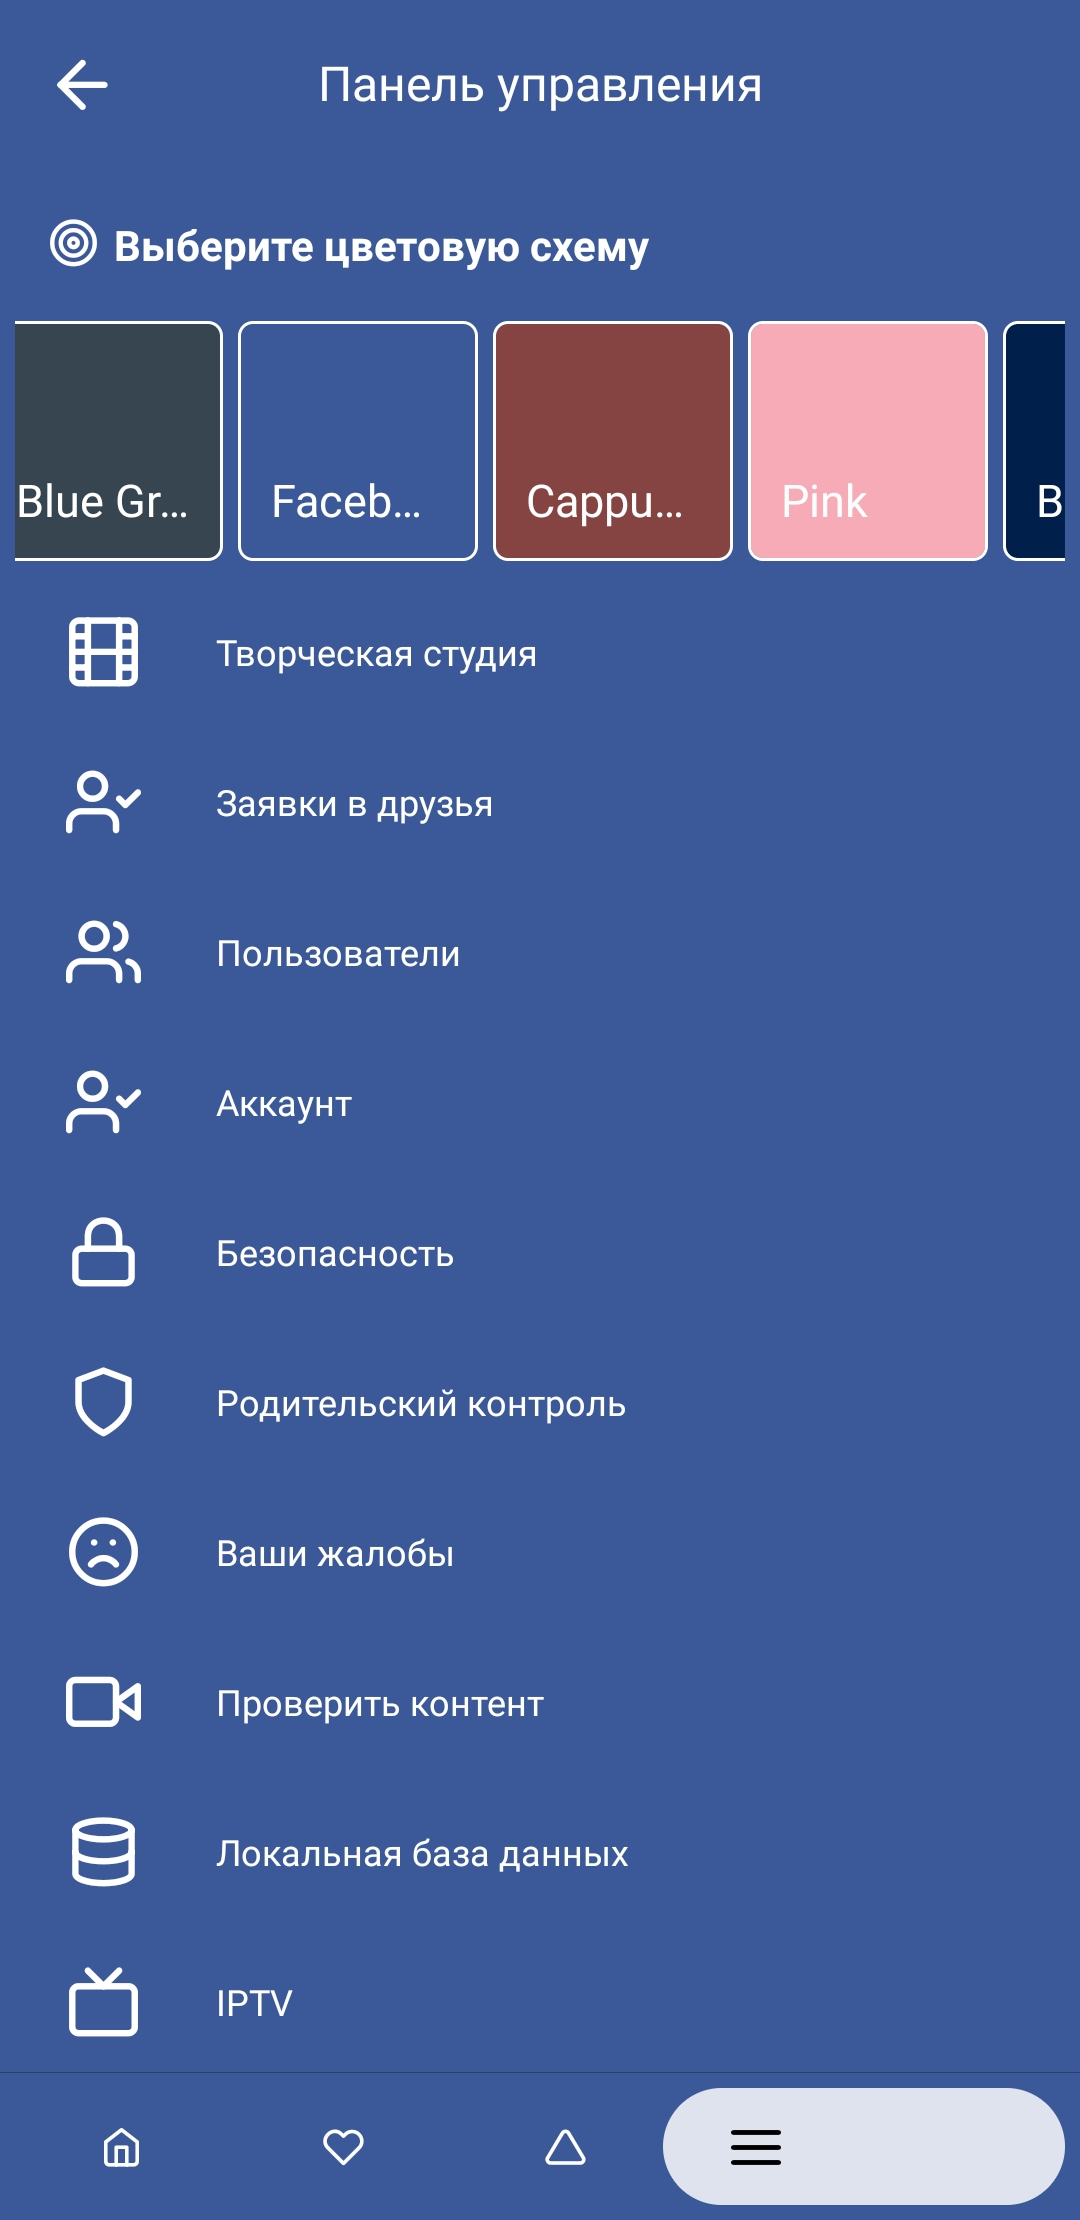 Панель управления
Выберите цветовую схему
Blue Gr...
Faceb...
Cappu...
Pink
B
Творческая студия
Заявки в друзья
Пользователи
Аккаунт
Безопасность
Родительский контроль
Ваши жалобы
Проверить контент
Локальная база данных
IPTV